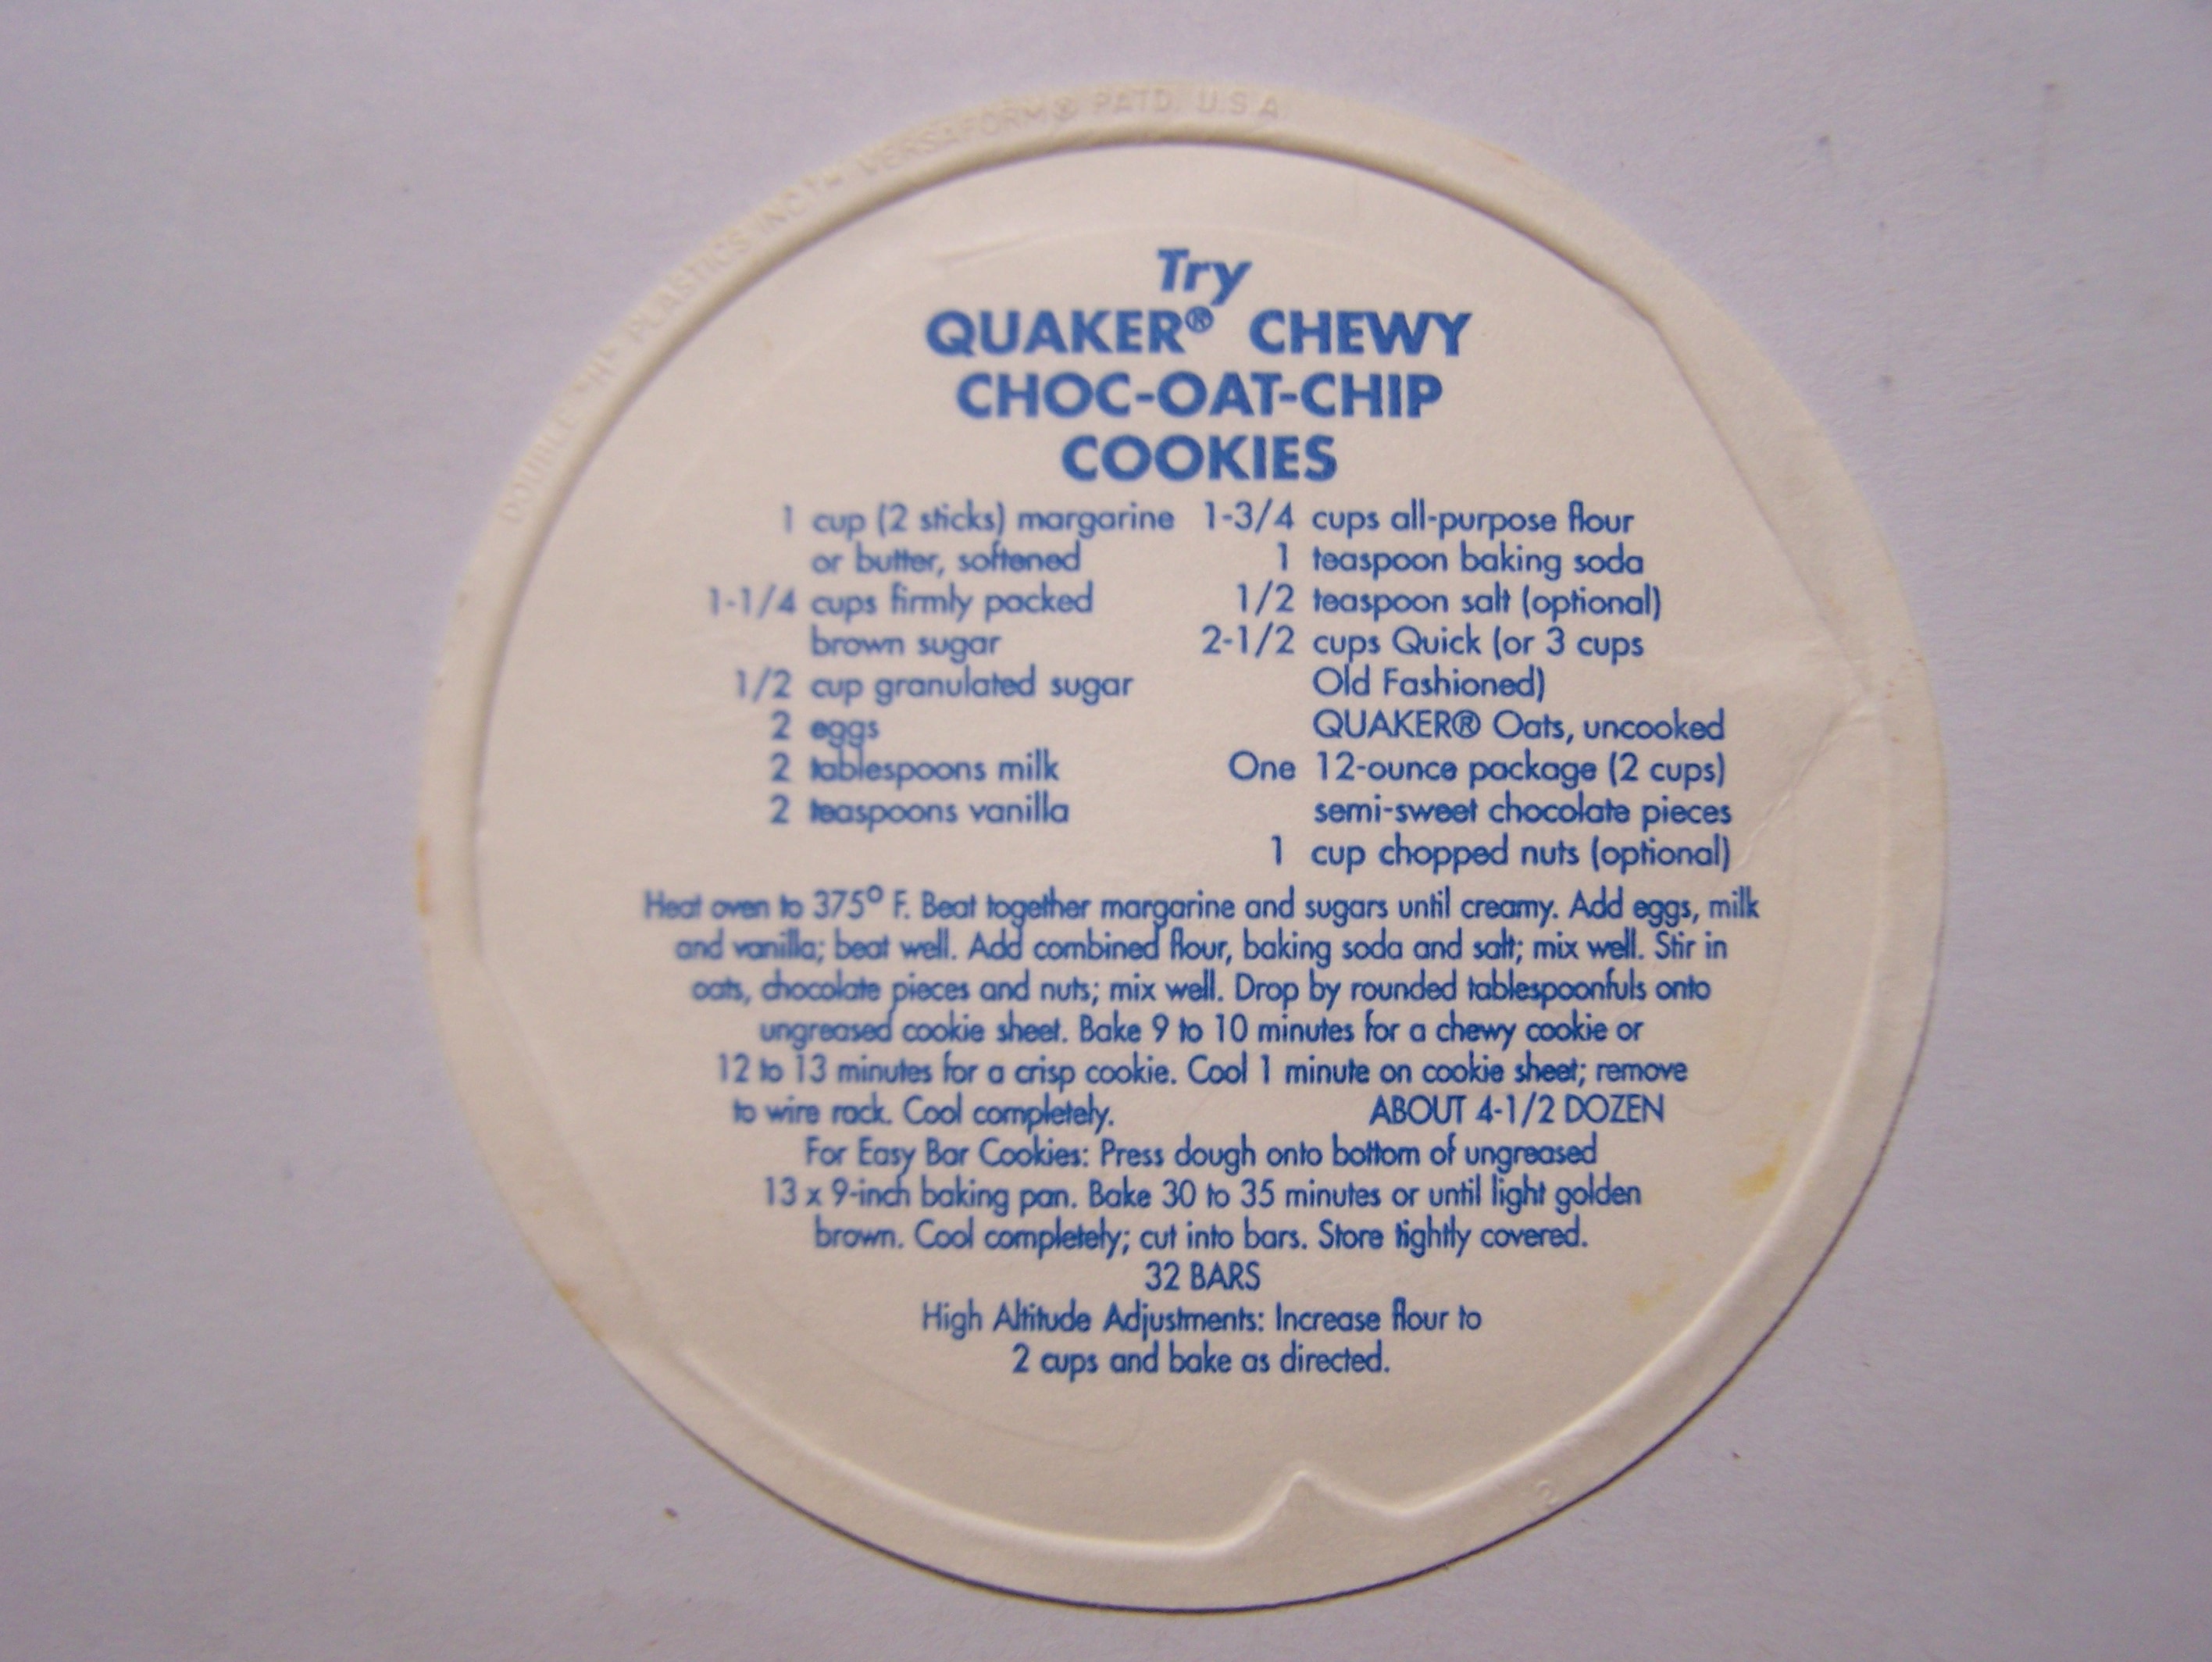 DOUBLE "H" PLASTICS INC. VERSAFORM® PATD. U.S.A.
Try
QUAKER® CHEWY
CHOC-OAT-CHIP
COOKIES
1 cup (2 sticks) margarine
or butter, softened
1-1/4 cups firmly packed
brown sugar
1/2 cup granulated sugar
2 eggs
2 tablespoons milk
2 teaspoons vanilla
1-3/4 cups all-purpose flour
1 teaspoon baking soda
1/2 teaspoon salt (optional)
2-1/2 cups Quick (or 3 cups
Old Fashioned)
QUAKER® Oats, uncooked
One 12-ounce package (2 cups)
semi-sweet chocolate pieces
1 cup chopped nuts (optional)
Heat oven to 375° F. Beat together margarine and sugars until creamy. Add eggs, milk
and vanilla; beat well. Add combined flour, baking soda and salt; mix well. Stir in
oats, chocolate pieces and nuts; mix well. Drop by rounded tablespoonfuls onto
ungreased cookie sheet. Bake 9 to 10 minutes for a chewy cookie or
12 to 13 minutes for a crisp cookie. Cool 1 minute on cookie sheet; remove
to wire rack. Cool completely. ABOUT 4-1/2 DOZEN
For Easy Bar Cookies: Press dough onto bottom of ungreased
13 x 9-inch baking pan. Bake 30 to 35 minutes or until light golden
brown. Cool completely; cut into bars. Store tightly covered.
32 BARS
High Altitude Adjustments: Increase flour to
2 cups and bake as directed.
2